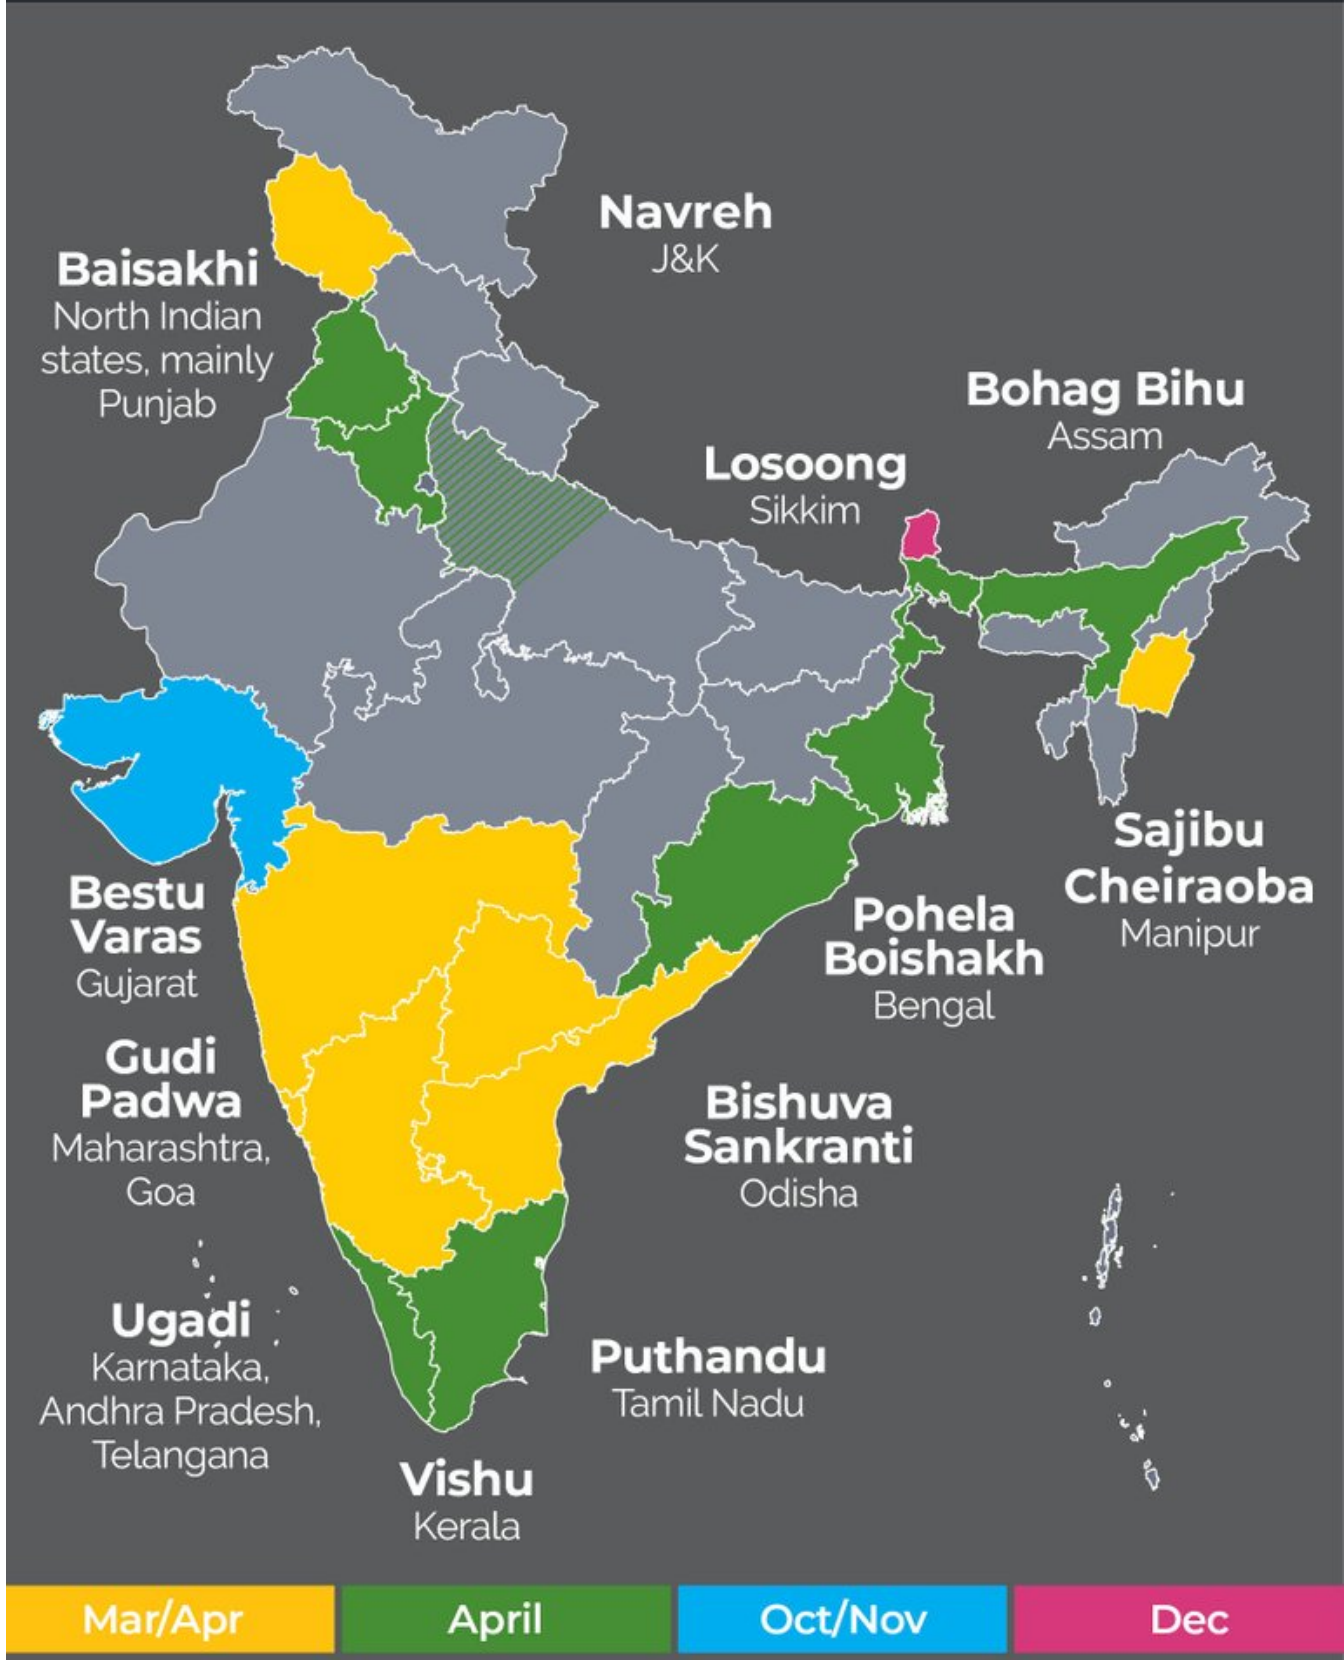 Navreh
J&K
Baisakhi
North Indian
states, mainly
Punjab
Bohag Bihu
Assam
Losoong
Sikkim
Sajibu
Cheiraoba
Manipur
Bestu
Varas
Gujarat
Pohela
Boishakh
Bengal
Gudi
Padwa
Maharashtra,
Goa
Bishuva
Sankranti
Odisha
Ugadi
Karnataka,
Andhra Pradesh,
Telangana
Puthandu
Tamil Nadu
Vishu
Kerala
Mar/Apr
April
Oct/Nov
Dec